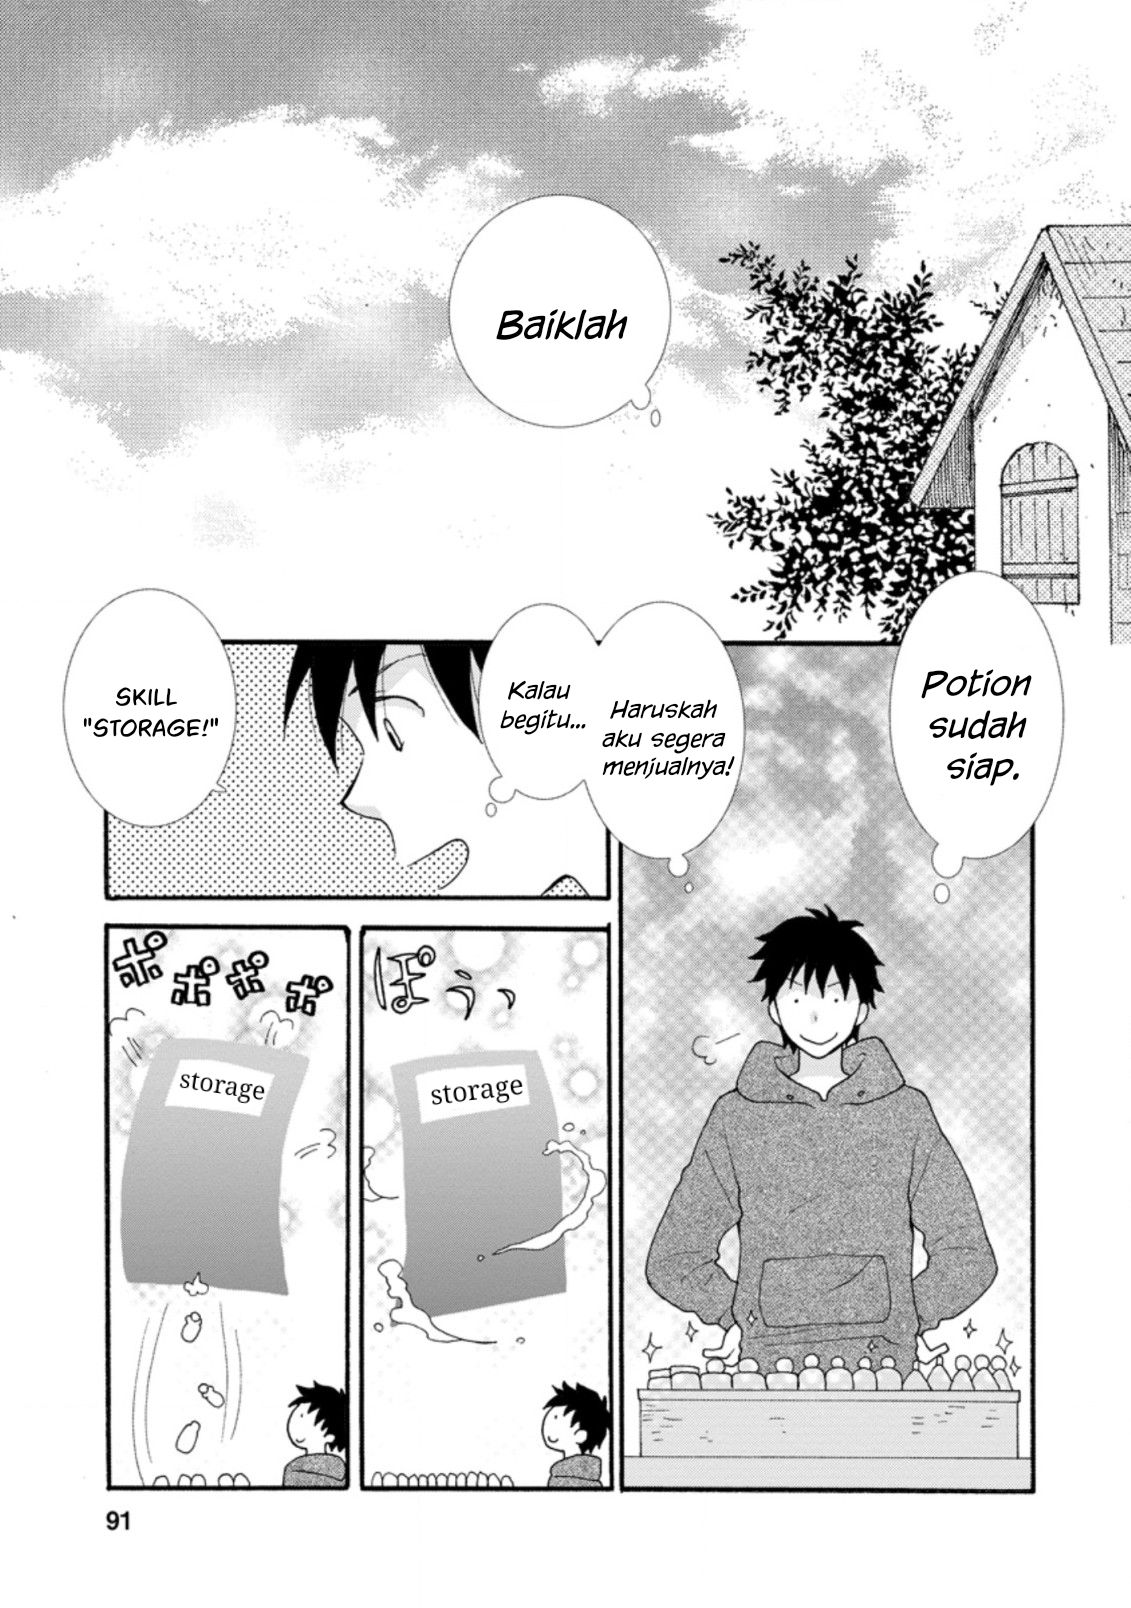 Baiklah
Potion
sudah
siap.
Haruskah
aku segera
menjualnya!
Kalau
begitu...
SKILL
"STORAGE!"
ぽぅっ
storage
ポポポポ
storage
91